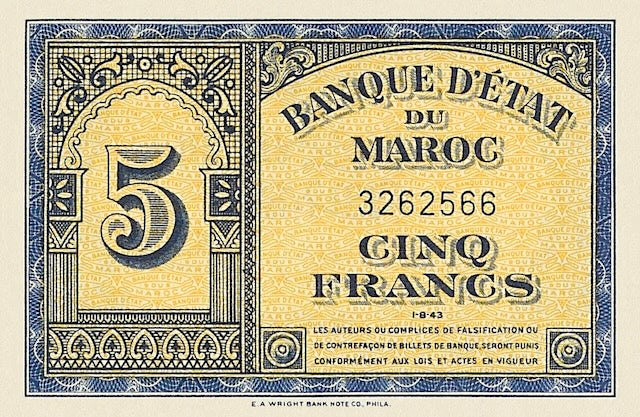 BANQUE D'ÉTAT
DU
MAROC
3262566
5
CINQ
FRANCS
1-8-43
LES AUTEURS OU COMPLICES DE FALSIFICATION OU
DE CONTREFAÇON DE BILLETS DE BANQUE, SERONT PUNIS
CONFORMÉMENT AUX LOIS ET ACTES EN VIGUEUR
E. A. WRIGHT BANK NOTE CO., PHILA.